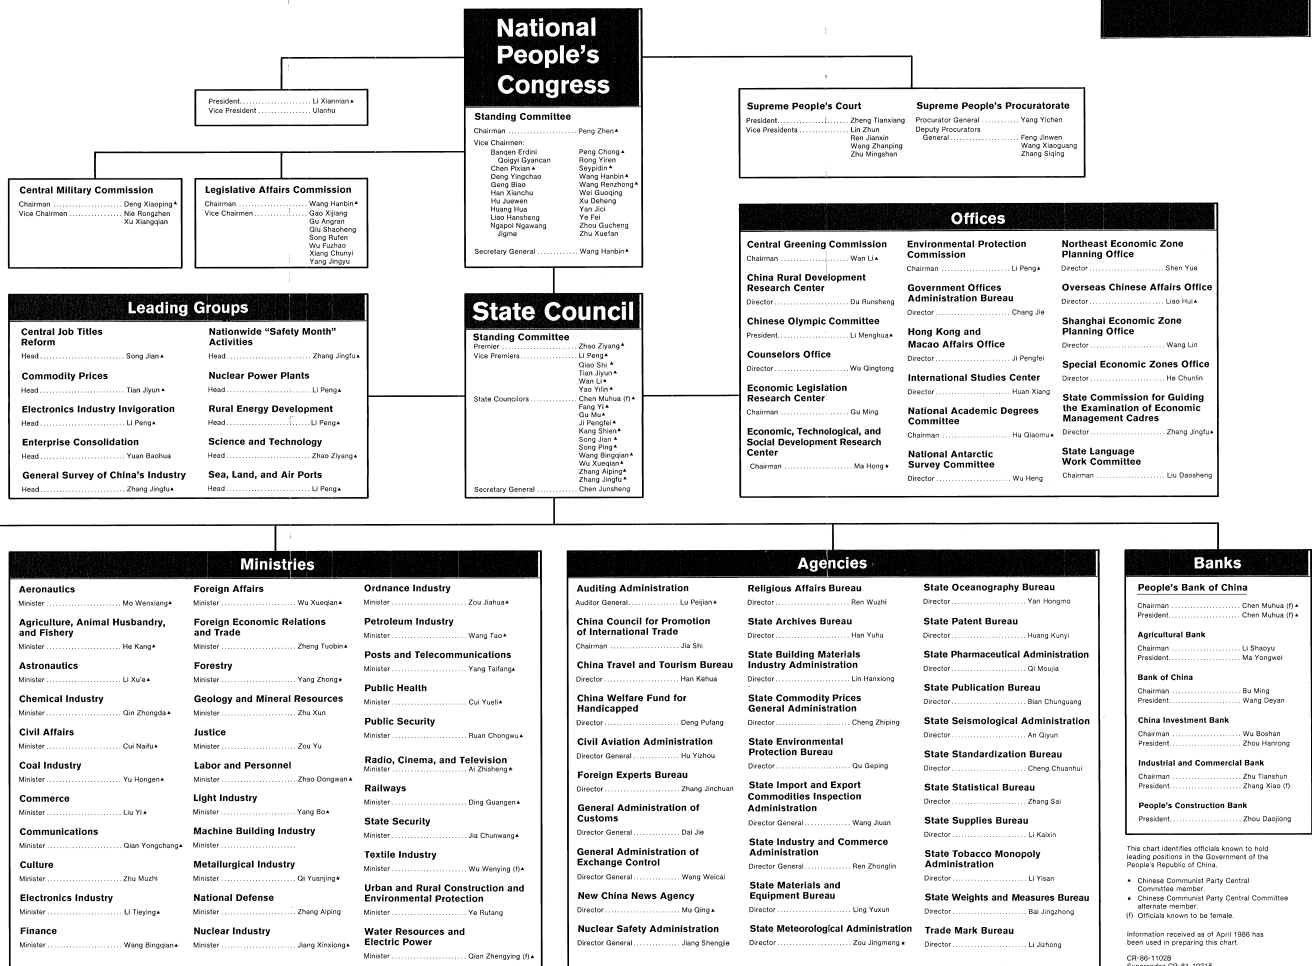 National
People's
Congress
Standing Committee
Chairman .................. Peng Zhen▲
Vice Chairmen:
Banqen Erdini
Qoigyi Gyancan
Chen Pixian▲
Deng Yingchao
Geng Biao
Han Xianchu
Hu Juewen
Huang Hua
Liao Hansheng
Ngapoi Ngawang
Jigme
Peng Chong▲
Rong Yiren
Seypidin▲
Wang Hanbin▲
Wang Renzhong▲
Wei Guoqing
Xu Deheng
Yan Jici
Ye Fei
Zhou Gucheng
Zhu Xuefan
Secretary General ........... Wang Hanbin▲
President...................... Li Xiannian▲
Vice President ................ Ulanhu
Supreme People's Court
President................... Zheng Tianxiang
Vice Presidents ............. Lin Zhun
Ren Jianxin
Wang Zhanping
Zhu Mingshan
Supreme People's Procuratorate
Procurator General .......... Yang Yichen
Deputy Procurators
General.................... Feng Jinwen
Wang Xiaoguang
Zhang Siqing
Central Military Commission
Chairman .................. Deng Xiaoping▲
Vice Chairmen ............. Nie Rongzhen
Xu Xiangqian
Legislative Affairs Commission
Chairman .................. Wang Hanbin▲
Vice Chairmen ............. Gao Xijiang
Gu Angran
Qiu Shaoheng
Song Rufen
Wu Fuzhao
Xiang Chunyi
Yang Jingyu
Leading Groups
Central Job Titles
Reform
Head.................... Song Jian▲
Commodity Prices
Head.................... Tian Jiyun▲
Electronics Industry Invigoration
Head.................... Li Peng▲
Enterprise Consolidation
Head.................... Yuan Baohua
General Survey of China's Industry
Head.................... Zhang Jingfu▲
Nationwide "Safety Month"
Activities
Head.................... Zhang Jingfu▲
Nuclear Power Plants
Head.................... Li Peng▲
Rural Energy Development
Head.................... Li Peng▲
Science and Technology
Head.................... Zhao Ziyang▲
Sea, Land, and Air Ports
Head.................... Li Peng▲
State Council
Standing Committee
Premier .................... Zhao Ziyang▲
Vice Premiers............... Li Peng▲
Qiao Shi▲
Tian Jiyun▲
Wan Li▲
Yao Yilin▲
State Councilors............ Chen Muhua (f)▲
Fang Yi▲
Gu Mu▲
Ji Pengfei▲
Kang Shien▲
Song Jian▲
Song Ping▲
Wang Bingqian▲
Wu Xueqian▲
Zhang Aiping▲
Zhang Jingfu▲
Secretary General ........... Chen Junsheng
Offices
Central Greening Commission
Chairman .................. Wan Li▲
China Rural Development
Research Center
Director.................... Du Runsheng
Chinese Olympic Committee
President................... Li Menghua▲
Counselors Office
Director.................... Wu Qingtong
Economic Legislation
Research Center
Chairman .................. Gu Ming
Economic, Technological, and
Social Development Research
Center
Chairman .................. Ma Hong★
Environmental Protection
Commission
Chairman .................. Li Peng▲
Government Offices
Administration Bureau
Director.................... Chang Jie
Hong Kong and
Macao Affairs Office
Director.................... Ji Pengfei
International Studies Center
Director.................... Huan Xiang
National Academic Degrees
Committee
Chairman .................. Hu Qiaomu▲
National Antarctic
Survey Committee
Director.................... Wu Heng
Northeast Economic Zone
Planning Office
Director.................... Shen Yue
Overseas Chinese Affairs Office
Director.................... Liao Hui▲
Shanghai Economic Zone
Planning Office
Director.................... Wang Lin
Special Economic Zones Office
Director.................... He Chunlin
State Commission for Guiding
the Examination of Economic
Management Cadres
Director.................... Zhang Jingfu▲
State Language
Work Committee
Chairman .................. Liu Daosheng
Ministries
Aeronautics
Minister.................... Mo Wenxiang▲
Agriculture, Animal Husbandry,
and Fishery
Minister.................... He Kang▲
Astronautics
Minister.................... Li Xu'e▲
Chemical Industry
Minister.................... Qin Zhongda▲
Civil Affairs
Minister.................... Cui Naifu▲
Coal Industry
Minister.................... Yu Hongen▲
Commerce
Minister.................... Liu Yi★
Communications
Minister.................... Qian Yongchang▲
Culture
Minister.................... Zhu Muzhi
Electronics Industry
Minister.................... Li Tieying▲
Finance
Minister.................... Wang Bingqian▲
Foreign Affairs
Minister.................... Wu Xueqian▲
Foreign Economic Relations
and Trade
Minister.................... Zheng Tuobin▲
Forestry
Minister.................... Yang Zhong★
Geology and Mineral Resources
Minister.................... Zhu Xun
Justice
Minister.................... Zou Yu
Labor and Personnel
Minister.................... Zhao Dongwan★
Light Industry
Minister.................... Yang Bo▲
Machine Building Industry
Minister....................
Metallurgical Industry
Minister.................... Qi Yuanjing★
National Defense
Minister.................... Zhang Aiping
Nuclear Industry
Minister.................... Jiang Xinxiong▲
Ordnance Industry
Minister.................... Zou Jiahua▲
Petroleum Industry
Minister.................... Wang Tao▲
Posts and Telecommunications
Minister.................... Yang Taifang▲
Public Health
Minister.................... Cui Yueli▲
Public Security
Minister.................... Ruan Chongwu▲
Radio, Cinema, and Television
Minister.................... Ai Zhisheng★
Railways
Minister.................... Ding Guangen▲
State Security
Minister.................... Jia Chunwang▲
Textile Industry
Minister.................... Wu Wenying (f)▲
Urban and Rural Construction and
Environmental Protection
Minister.................... Ye Rutang
Water Resources and
Electric Power
Minister.................... Qian Zhengying (f)▲
Agencies
Auditing Administration
Auditor General............. Lu Peijian▲
China Council for Promotion
of International Trade
Chairman .................. Jia Shi
China Travel and Tourism Bureau
Director.................... Han Kehua
China Welfare Fund for
Handicapped
Director.................... Deng Pufang
Civil Aviation Administration
Director General............ Hu Yizhou
Foreign Experts Bureau
Director.................... Zhang Jinchuan
General Administration of
Customs
Director General............ Dai Jie
General Administration of
Exchange Control
Director General............ Wang Weicai
New China News Agency
Director.................... Mu Qing▲
Nuclear Safety Administration
Director General............ Jiang Shengjie
Religious Affairs Bureau
Director.................... Ren Wuzhi
State Archives Bureau
Director.................... Han Yuhu
State Building Materials
Industry Administration
Director.................... Lin Hanxiong
State Commodity Prices
General Administration
Director.................... Cheng Zhiping
State Environmental
Protection Bureau
Director.................... Qu Geping
State Import and Export
Commodities Inspection
Administration
Director General............ Wang Jiuan
State Industry and Commerce
Administration
Director General............ Ren Zhonglin
State Materials and
Equipment Bureau
Director.................... Ling Yuxun
State Meteorological Administration
Director.................... Zou Jingmeng★
State Oceanography Bureau
Director.................... Yan Hongmo
State Patent Bureau
Director.................... Huang Kunyi
State Pharmaceutical Administration
Director.................... Qi Moujia
State Publication Bureau
Director.................... Bian Chunguang
State Seismological Administration
Director.................... An Qiyun
State Standardization Bureau
Director.................... Cheng Chuanhui
State Statistical Bureau
Director.................... Zhang Sai
State Supplies Bureau
Director.................... Li Kaixin
State Tobacco Monopoly
Administration
Director.................... Li Yisan
State Weights and Measures Bureau
Director.................... Bai Jingzhong
Trade Mark Bureau
Director.................... Li Jizhong
Banks
People's Bank of China
Chairman .................. Chen Muhua (f)▲
President................... Chen Muhua (f)▲
Agricultural Bank
Chairman .................. Li Shaoyu
President................... Ma Yongwei
Bank of China
Chairman .................. Bu Ming
President................... Wang Deyan
China Investment Bank
Chairman .................. Wu Boshan
President................... Zhou Hanrong
Industrial and Commercial Bank
Chairman .................. Zhu Tianshun
President................... Zhang Xiao (f)
People's Construction Bank
President................... Zhou Daojiong
This chart identifies officials known to hold
leading positions in the Government of the
People's Republic of China.
▲ Chinese Communist Party Central
Committee member.
★ Chinese Communist Party Central Committee
alternate member.
(f) Officials known to be female.
Information received as of April 1986 has
been used in preparing this chart.
CR-86-11028
Supersedes CR-81-10215